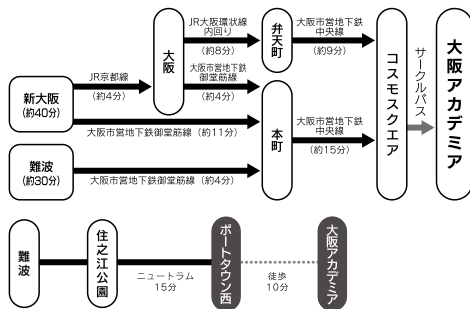 JR大阪環状線
内回り
(約8分)
大阪市営地下鉄
中央線
(約9分)
大阪
弁天町
コスモスクエア
サークルバス
大阪アカデミア
JR京都線
(約4分)
大阪市営地下鉄
御堂筋線
(約4分)
新大阪
(約40分)
大阪市営地下鉄御堂筋線(約11分)
本町
大阪市営地下鉄
中央線
(約15分)
難波
(約30分)
大阪市営地下鉄御堂筋線(約4分)
難波
住之江公園
ニュートラム
15分
ポートタウン西
徒歩
10分
大阪アカデミア